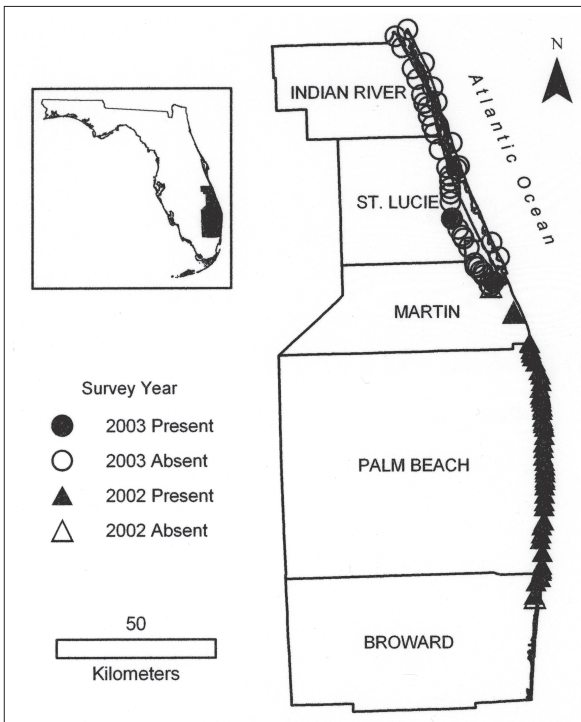 N
Atlantic Ocean
INDIAN RIVER
ST. LUCIE
MARTIN
PALM BEACH
BROWARD
Survey Year
2003 Present
2003 Absent
2002 Present
2002 Absent
50
Kilometers